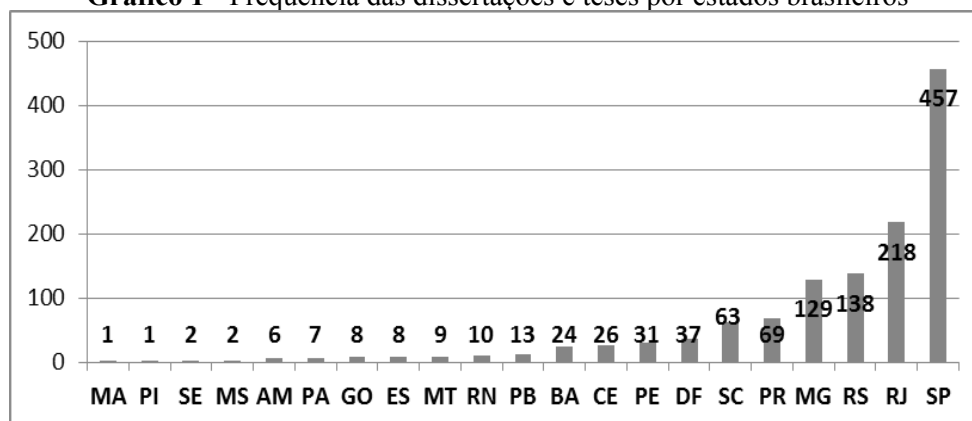 Gráfico 1 - Frequência das dissertações e teses por estados brasileiros
500
400
300
200
100
0
1 1 2 2 6 7 8 8 9 10 13 24 26 31 37 63 69 129 138 218 457
MA PI SE MS AM PA GO ES MT RN PB BA CE PE DF SC PR MG RS RJ SP